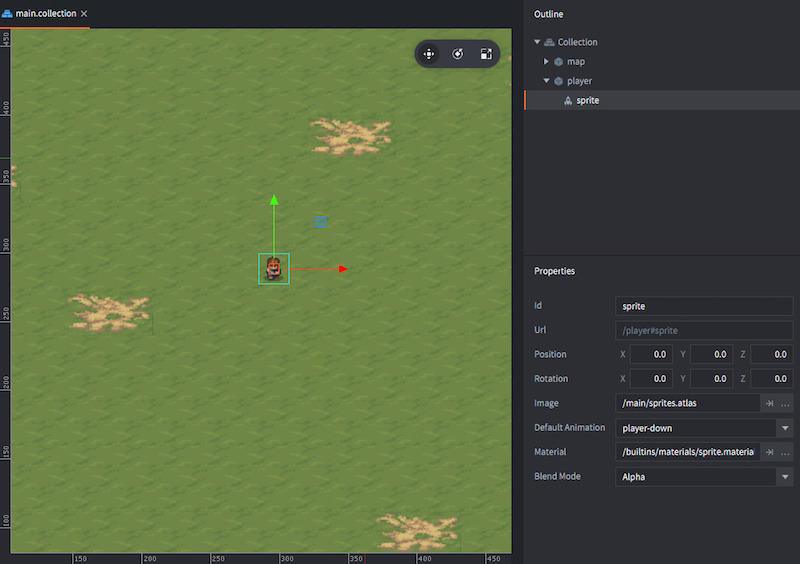 main.collection ×
Outline
Collection
map
player
sprite
450
400
350
300
250
200
150
100
150
200
250
300
350
400
450
Properties
Id sprite
Url /player#sprite
Position X 0.0 Y 0.0 Z 0.0
Rotation X 0.0 Y 0.0 Z 0.0
Image /main/sprites.atlas ...
Default Animation player-down
Material /builtins/materials/sprite.materia ...
Blend Mode Alpha